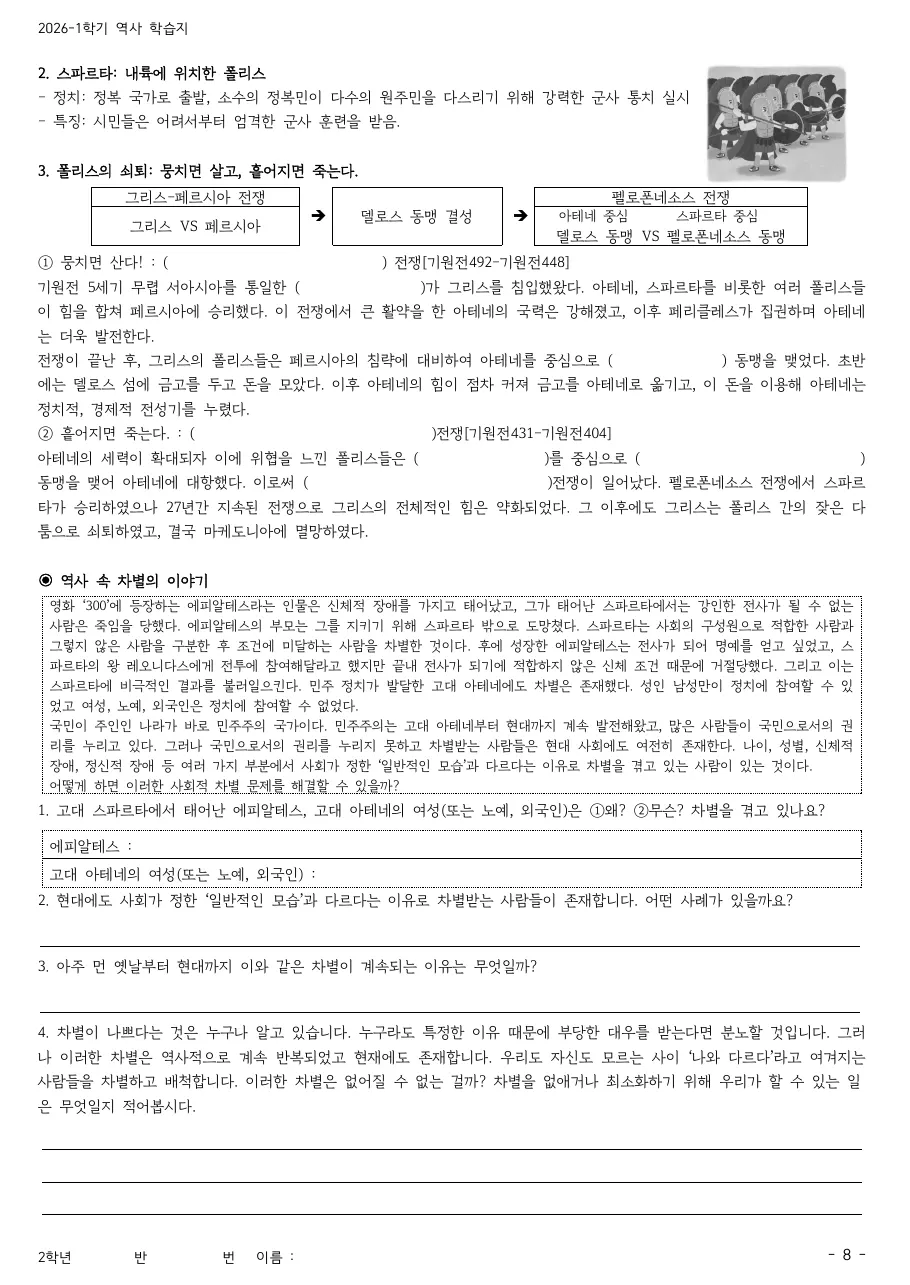 2026-1학기 역사 학습지
2. 스파르타: 내륙에 위치한 폴리스
- 정치: 정복 국가로 출발, 소수의 정복민이 다수의 원주민을 다스리기 위해 강력한 군사 통치 실시
- 특징: 시민들은 어려서부터 엄격한 군사 훈련을 받음.
3. 폴리스의 쇠퇴: 뭉치면 살고, 흩어지면 죽는다.
그리스-페르시아 전쟁
그리스 VS 페르시아
➔
델로스 동맹 결성
➔
펠로폰네소스 전쟁
아테네 중심 스파르타 중심
델로스 동맹 VS 펠로폰네소스 동맹
① 뭉치면 산다! : ( ) 전쟁[기원전492-기원전448]
기원전 5세기 무렵 서아시아를 통일한 ( )가 그리스를 침입했왔다. 아테네, 스파르타를 비롯한 여러 폴리스들
이 힘을 합쳐 페르시아에 승리했다. 이 전쟁에서 큰 활약을 한 아테네의 국력은 강해졌고, 이후 페리클레스가 집권하며 아테네
는 더욱 발전한다.
전쟁이 끝난 후, 그리스의 폴리스들은 페르시아의 침략에 대비하여 아테네를 중심으로 ( ) 동맹을 맺었다. 초반
에는 델로스 섬에 금고를 두고 돈을 모았다. 이후 아테네의 힘이 점차 커져 금고를 아테네로 옮기고, 이 돈을 이용해 아테네는
정치적, 경제적 전성기를 누렸다.
② 흩어지면 죽는다. : ( )전쟁[기원전431-기원전404]
아테네의 세력이 확대되자 이에 위협을 느낀 폴리스들은 ( )를 중심으로 ( )
동맹을 맺어 아테네에 대항했다. 이로써 ( )전쟁이 일어났다. 펠로폰네소스 전쟁에서 스파르
타가 승리하였으나 27년간 지속된 전쟁으로 그리스의 전체적인 힘은 약화되었다. 그 이후에도 그리스는 폴리스 간의 잦은 다
툼으로 쇠퇴하였고, 결국 마케도니아에 멸망하였다.
◉ 역사 속 차별의 이야기
영화 ‘300’에 등장하는 에피알테스라는 인물은 신체적 장애를 가지고 태어났고, 그가 태어난 스파르타에서는 강인한 전사가 될 수 없는
사람은 죽임을 당했다. 에피알테스의 부모는 그를 지키기 위해 스파르타 밖으로 도망쳤다. 스파르타는 사회의 구성원으로 적합한 사람과
그렇지 않은 사람을 구분한 후 조건에 미달하는 사람을 차별한 것이다. 후에 성장한 에피알테스는 전사가 되어 명예를 얻고 싶었고, 스
파르타의 왕 레오니다스에게 전투에 참여해달라고 했지만 끝내 전사가 되기에 적합하지 않은 신체 조건 때문에 거절당했다. 그리고 이는
스파르타에 비극적인 결과를 불러일으킨다. 민주 정치가 발달한 고대 아테네에도 차별은 존재했다. 성인 남성만이 정치에 참여할 수 있
었고 여성, 노예, 외국인은 정치에 참여할 수 없었다.
국민이 주인인 나라가 바로 민주주의 국가이다. 민주주의는 고대 아테네부터 현대까지 계속 발전해왔고, 많은 사람들이 국민으로서의 권
리를 누리고 있다. 그러나 국민으로서의 권리를 누리지 못하고 차별받는 사람들은 현대 사회에도 여전히 존재한다. 나이, 성별, 신체적
장애, 정신적 장애 등 여러 가지 부분에서 사회가 정한 ‘일반적인 모습’과 다르다는 이유로 차별을 겪고 있는 사람이 있는 것이다.
어떻게 하면 이러한 사회적 차별 문제를 해결할 수 있을까?
1. 고대 스파르타에서 태어난 에피알테스, 고대 아테네의 여성(또는 노예, 외국인)은 ①왜? ②무슨? 차별을 겪고 있나요?
에피알테스 :
고대 아테네의 여성(또는 노예, 외국인) :
2. 현대에도 사회가 정한 ‘일반적인 모습’과 다르다는 이유로 차별받는 사람들이 존재합니다. 어떤 사례가 있을까요?
3. 아주 먼 옛날부터 현대까지 이와 같은 차별이 계속되는 이유는 무엇일까?
4. 차별이 나쁘다는 것은 누구나 알고 있습니다. 누구라도 특정한 이유 때문에 부당한 대우를 받는다면 분노할 것입니다. 그러
나 이러한 차별은 역사적으로 계속 반복되었고 현재에도 존재합니다. 우리도 자신도 모르는 사이 ‘나와 다르다’라고 여겨지는
사람들을 차별하고 배척합니다. 이러한 차별은 없어질 수 없는 걸까? 차별을 없애거나 최소화하기 위해 우리가 할 수 있는 일
은 무엇일지 적어봅시다.
2학년 반 번 이름 :
- 8 -